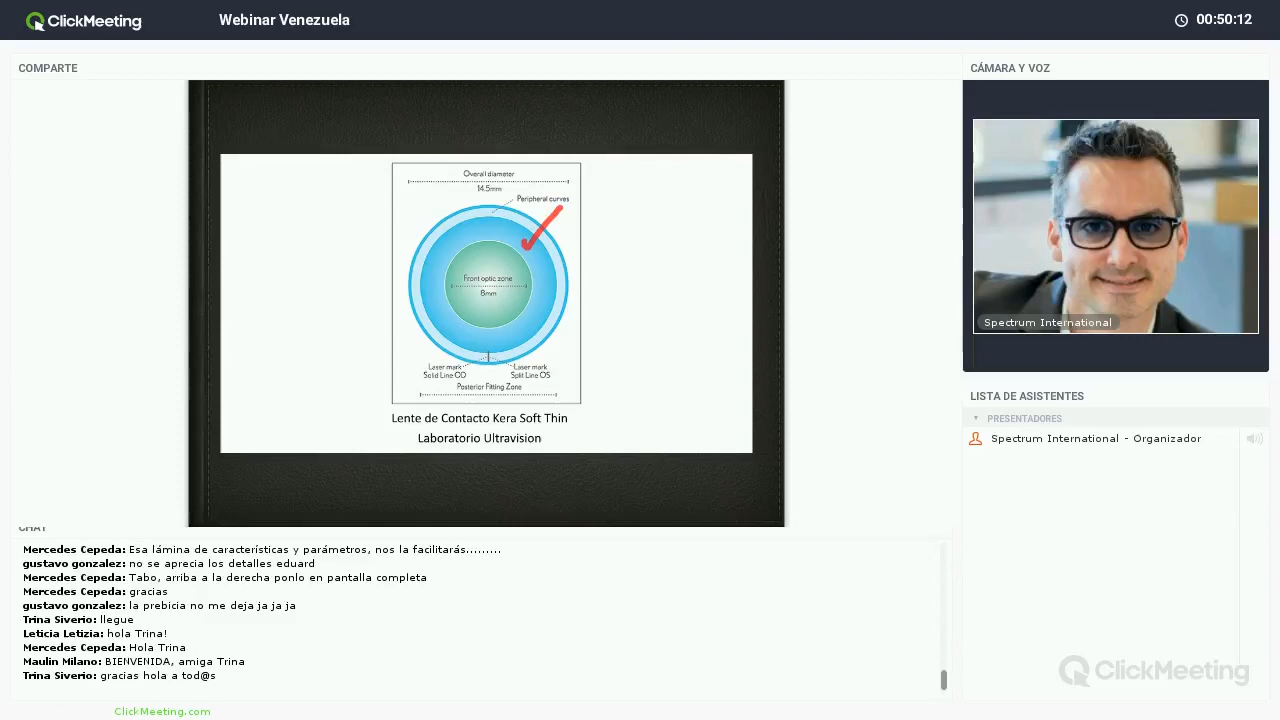 ClickMeeting
Webinar Venezuela
00:50:12
COMPARTE
Overall diameter
14.5mm
Peripheral curves
Front optic zone
8mm
Laser mark
Solid Line OD
Laser mark
Split Line OS
Posterior Fitting Zone
Lente de Contacto Kera Soft Thin
Laboratorio Ultravision
CÁMARA Y VOZ
Spectrum International
LISTA DE ASISTENTES
PRESENTADORES
Spectrum International - Organizador
CHAT
Mercedes Cepeda: Esa lámina de características y parámetros, nos la facilitarás.........
gustavo gonzalez: no se aprecia los detalles eduard
Mercedes Cepeda: Tabo, arriba a la derecha ponlo en pantalla completa
Mercedes Cepeda: gracias
gustavo gonzalez: la prebicia no me deja ja ja ja
Trina Siverio: llegue
Leticia Letizia: hola Trina!
Mercedes Cepeda: Hola Trina
Maulin Milano: BIENVENIDA, amiga Trina
Trina Siverio: gracias hola a tod@s
ClickMeeting
ClickMeeting.com